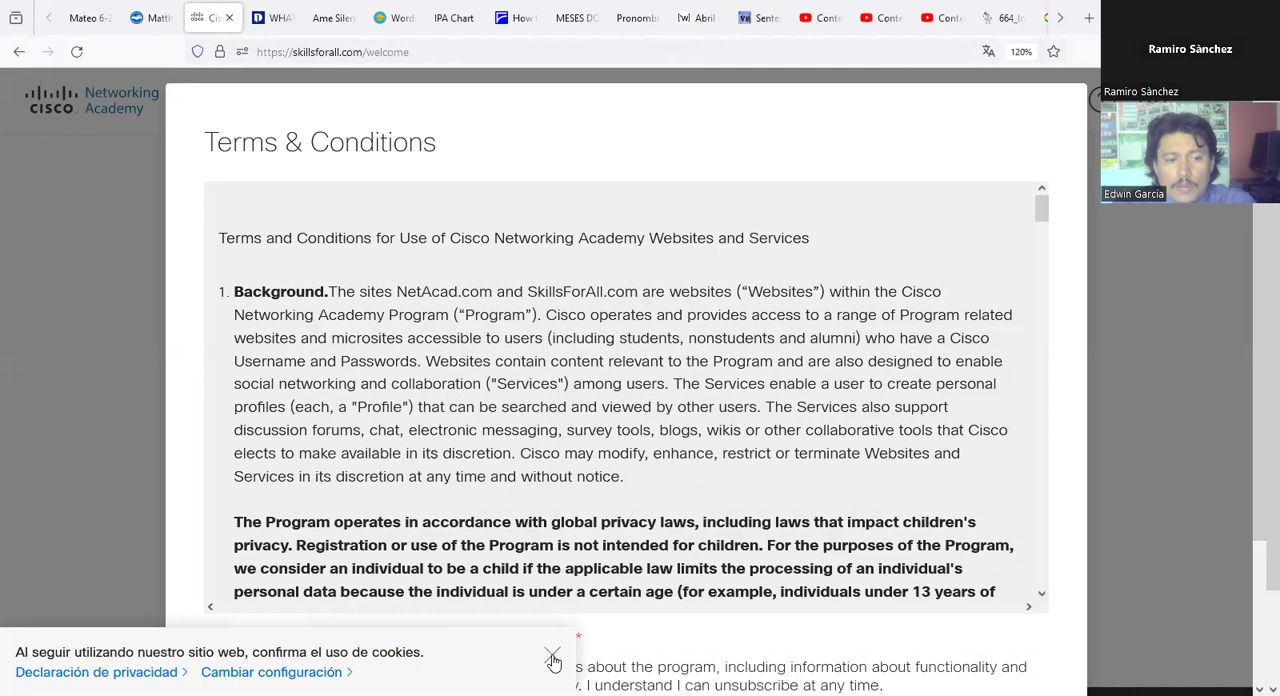 Mateo 6-2
Matth
Cis
WHA
Ame Silen
Word
IPA Chart
How
MESES DO
Pronomb
Abril
Sente
Conte
Conte
Conte
664_In
https://skillsforall.com/welcome
120%
Networking
CISCO Academy
Terms & Conditions
Terms and Conditions for Use of Cisco Networking Academy Websites and Services
1. Background.The sites NetAcad.com and SkillsForAll.com are websites (“Websites”) within the Cisco
Networking Academy Program (“Program”). Cisco operates and provides access to a range of Program related
websites and microsites accessible to users (including students, nonstudents and alumni) who have a Cisco
Username and Passwords. Websites contain content relevant to the Program and are also designed to enable
social networking and collaboration ("Services") among users. The Services enable a user to create personal
profiles (each, a "Profile") that can be searched and viewed by other users. The Services also support
discussion forums, chat, electronic messaging, survey tools, blogs, wikis or other collaborative tools that Cisco
elects to make available in its discretion. Cisco may modify, enhance, restrict or terminate Websites and
Services in its discretion at any time and without notice.
The Program operates in accordance with global privacy laws, including laws that impact children's
privacy. Registration or use of the Program is not intended for children. For the purposes of the Program,
we consider an individual to be a child if the applicable law limits the processing of an individual's
personal data because the individual is under a certain age (for example, individuals under 13 years of
*
s about the program, including information about functionality and
y. I understand I can unsubscribe at any time.
Al seguir utilizando nuestro sitio web, confirma el uso de cookies.
Declaración de privacidad > Cambiar configuración >
Ramiro Sànchez
Ramiro Sànchez
Edwin Garcia